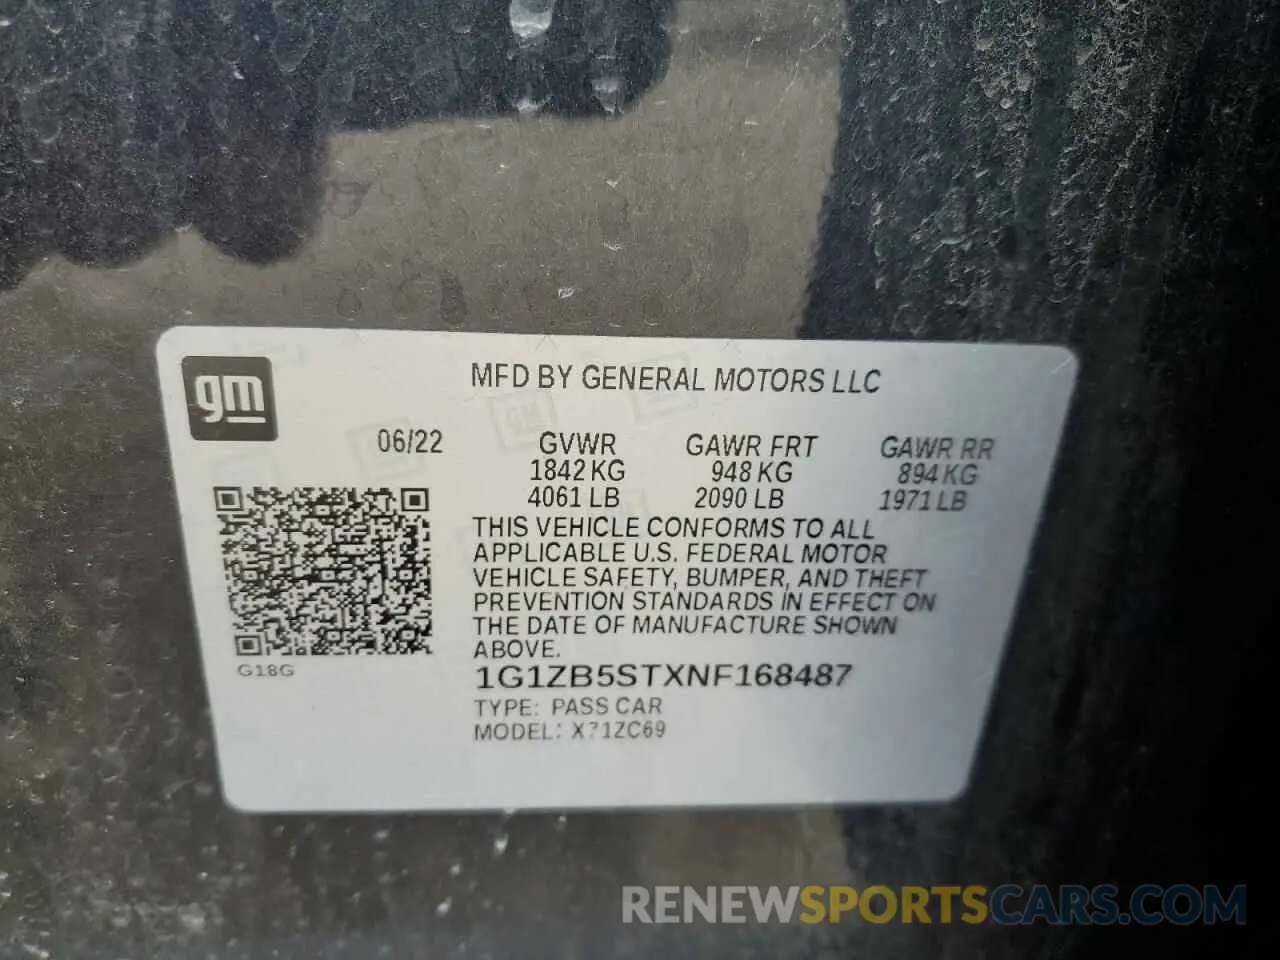 gm
MFD BY GENERAL MOTORS LLC
06/22 GVWR GAWR FRT GAWR RR
1842 KG 948 KG 894 KG
4061 LB 2090 LB 1971 LB
THIS VEHICLE CONFORMS TO ALL
APPLICABLE U.S. FEDERAL MOTOR
VEHICLE SAFETY, BUMPER, AND THEFT
PREVENTION STANDARDS IN EFFECT ON
THE DATE OF MANUFACTURE SHOWN
ABOVE.
G18G
1G1ZB5STXNF168487
TYPE: PASS CAR
MODEL: X71ZC69
RENEWSPORTSCARS.COM